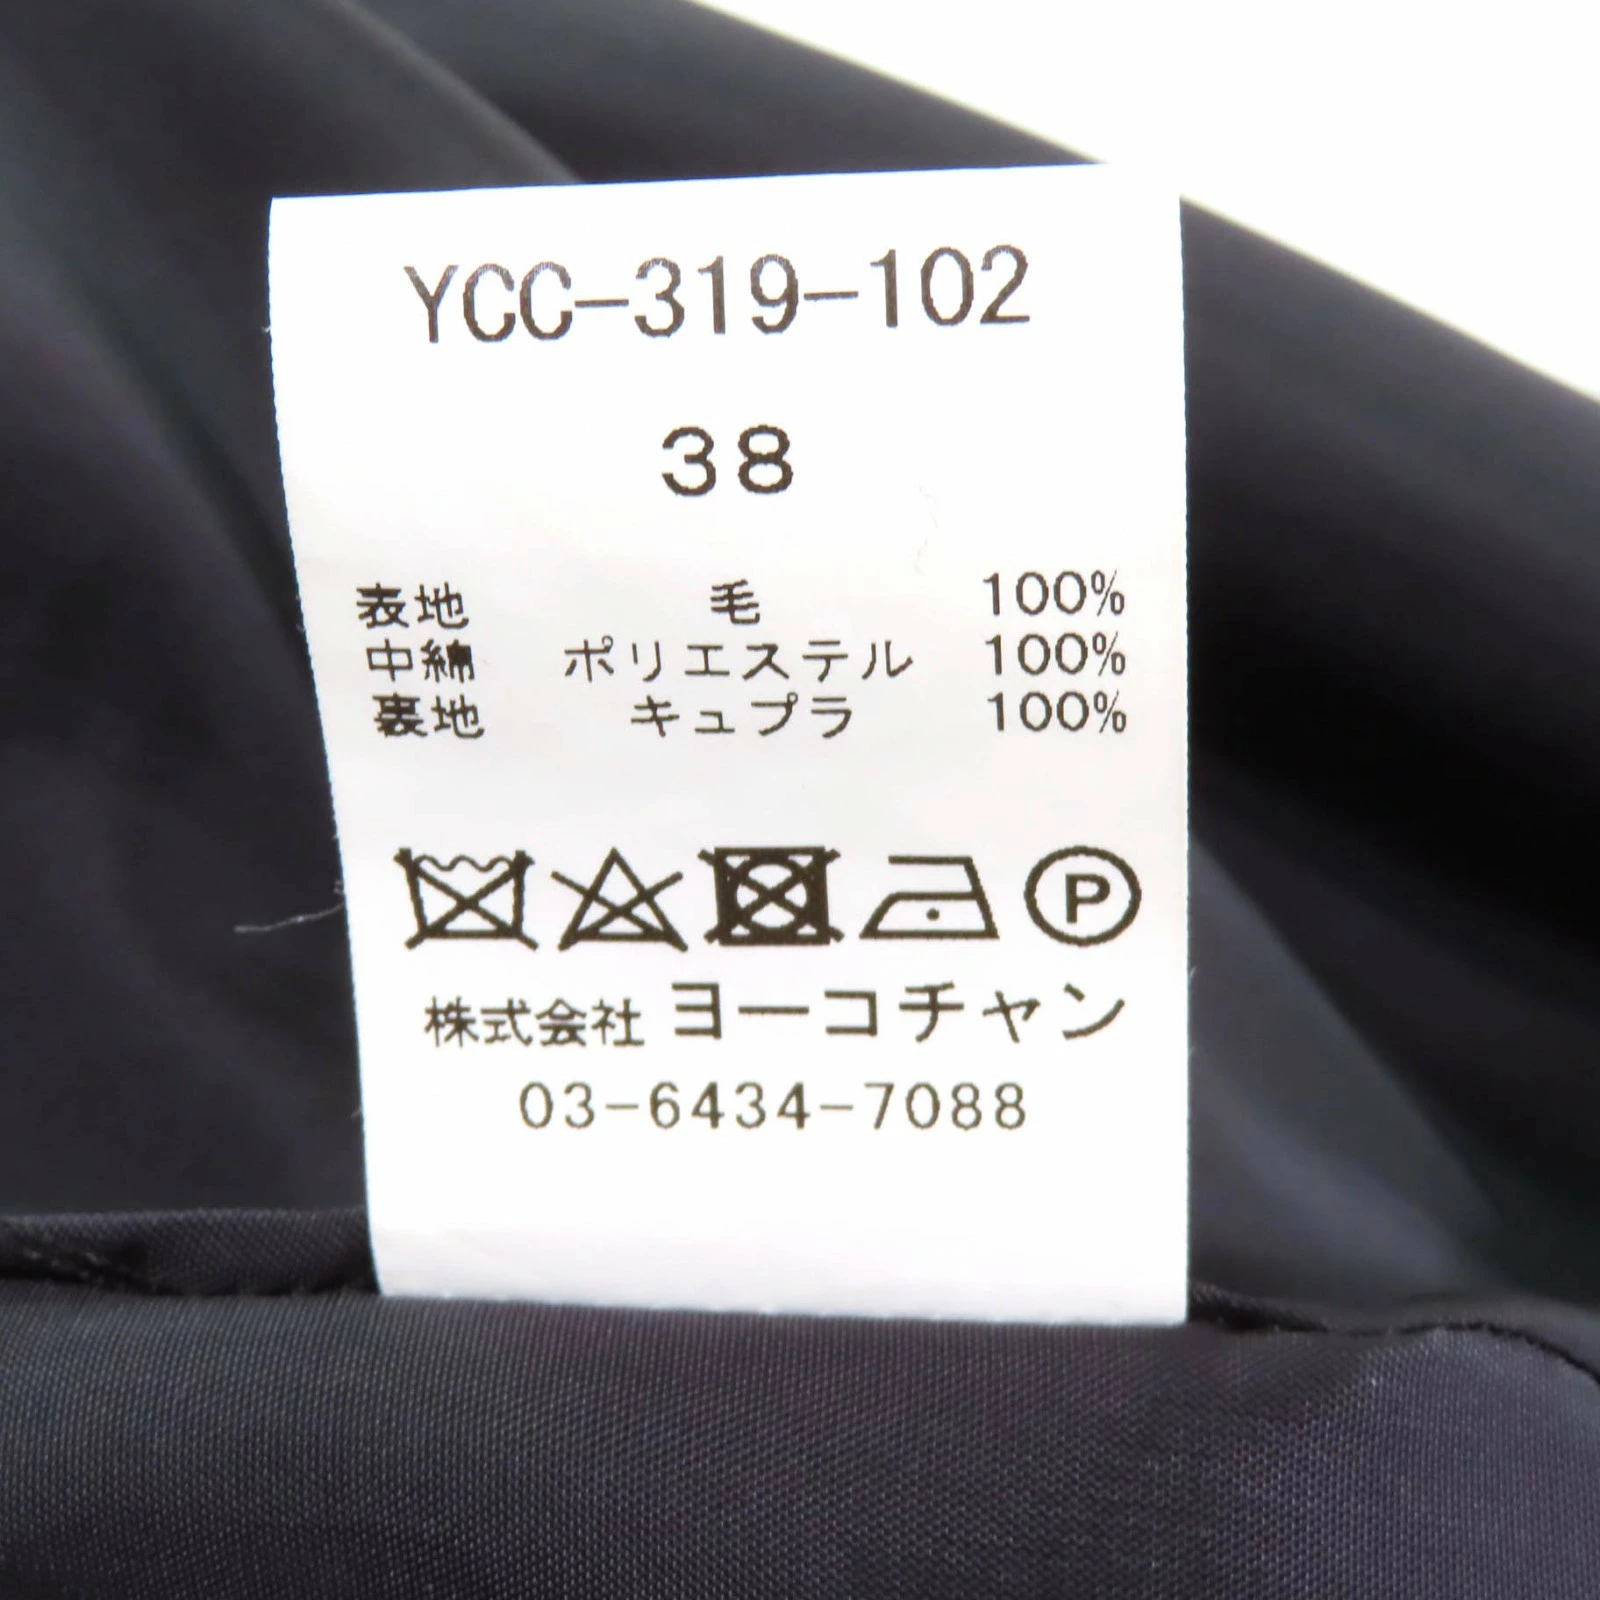 YCC-319-102
38
表地 毛 100%
中綿 ポリエステル 100%
裏地 キュプラ 100%
P
株式会社ヨーコチャン
03-6434-7088